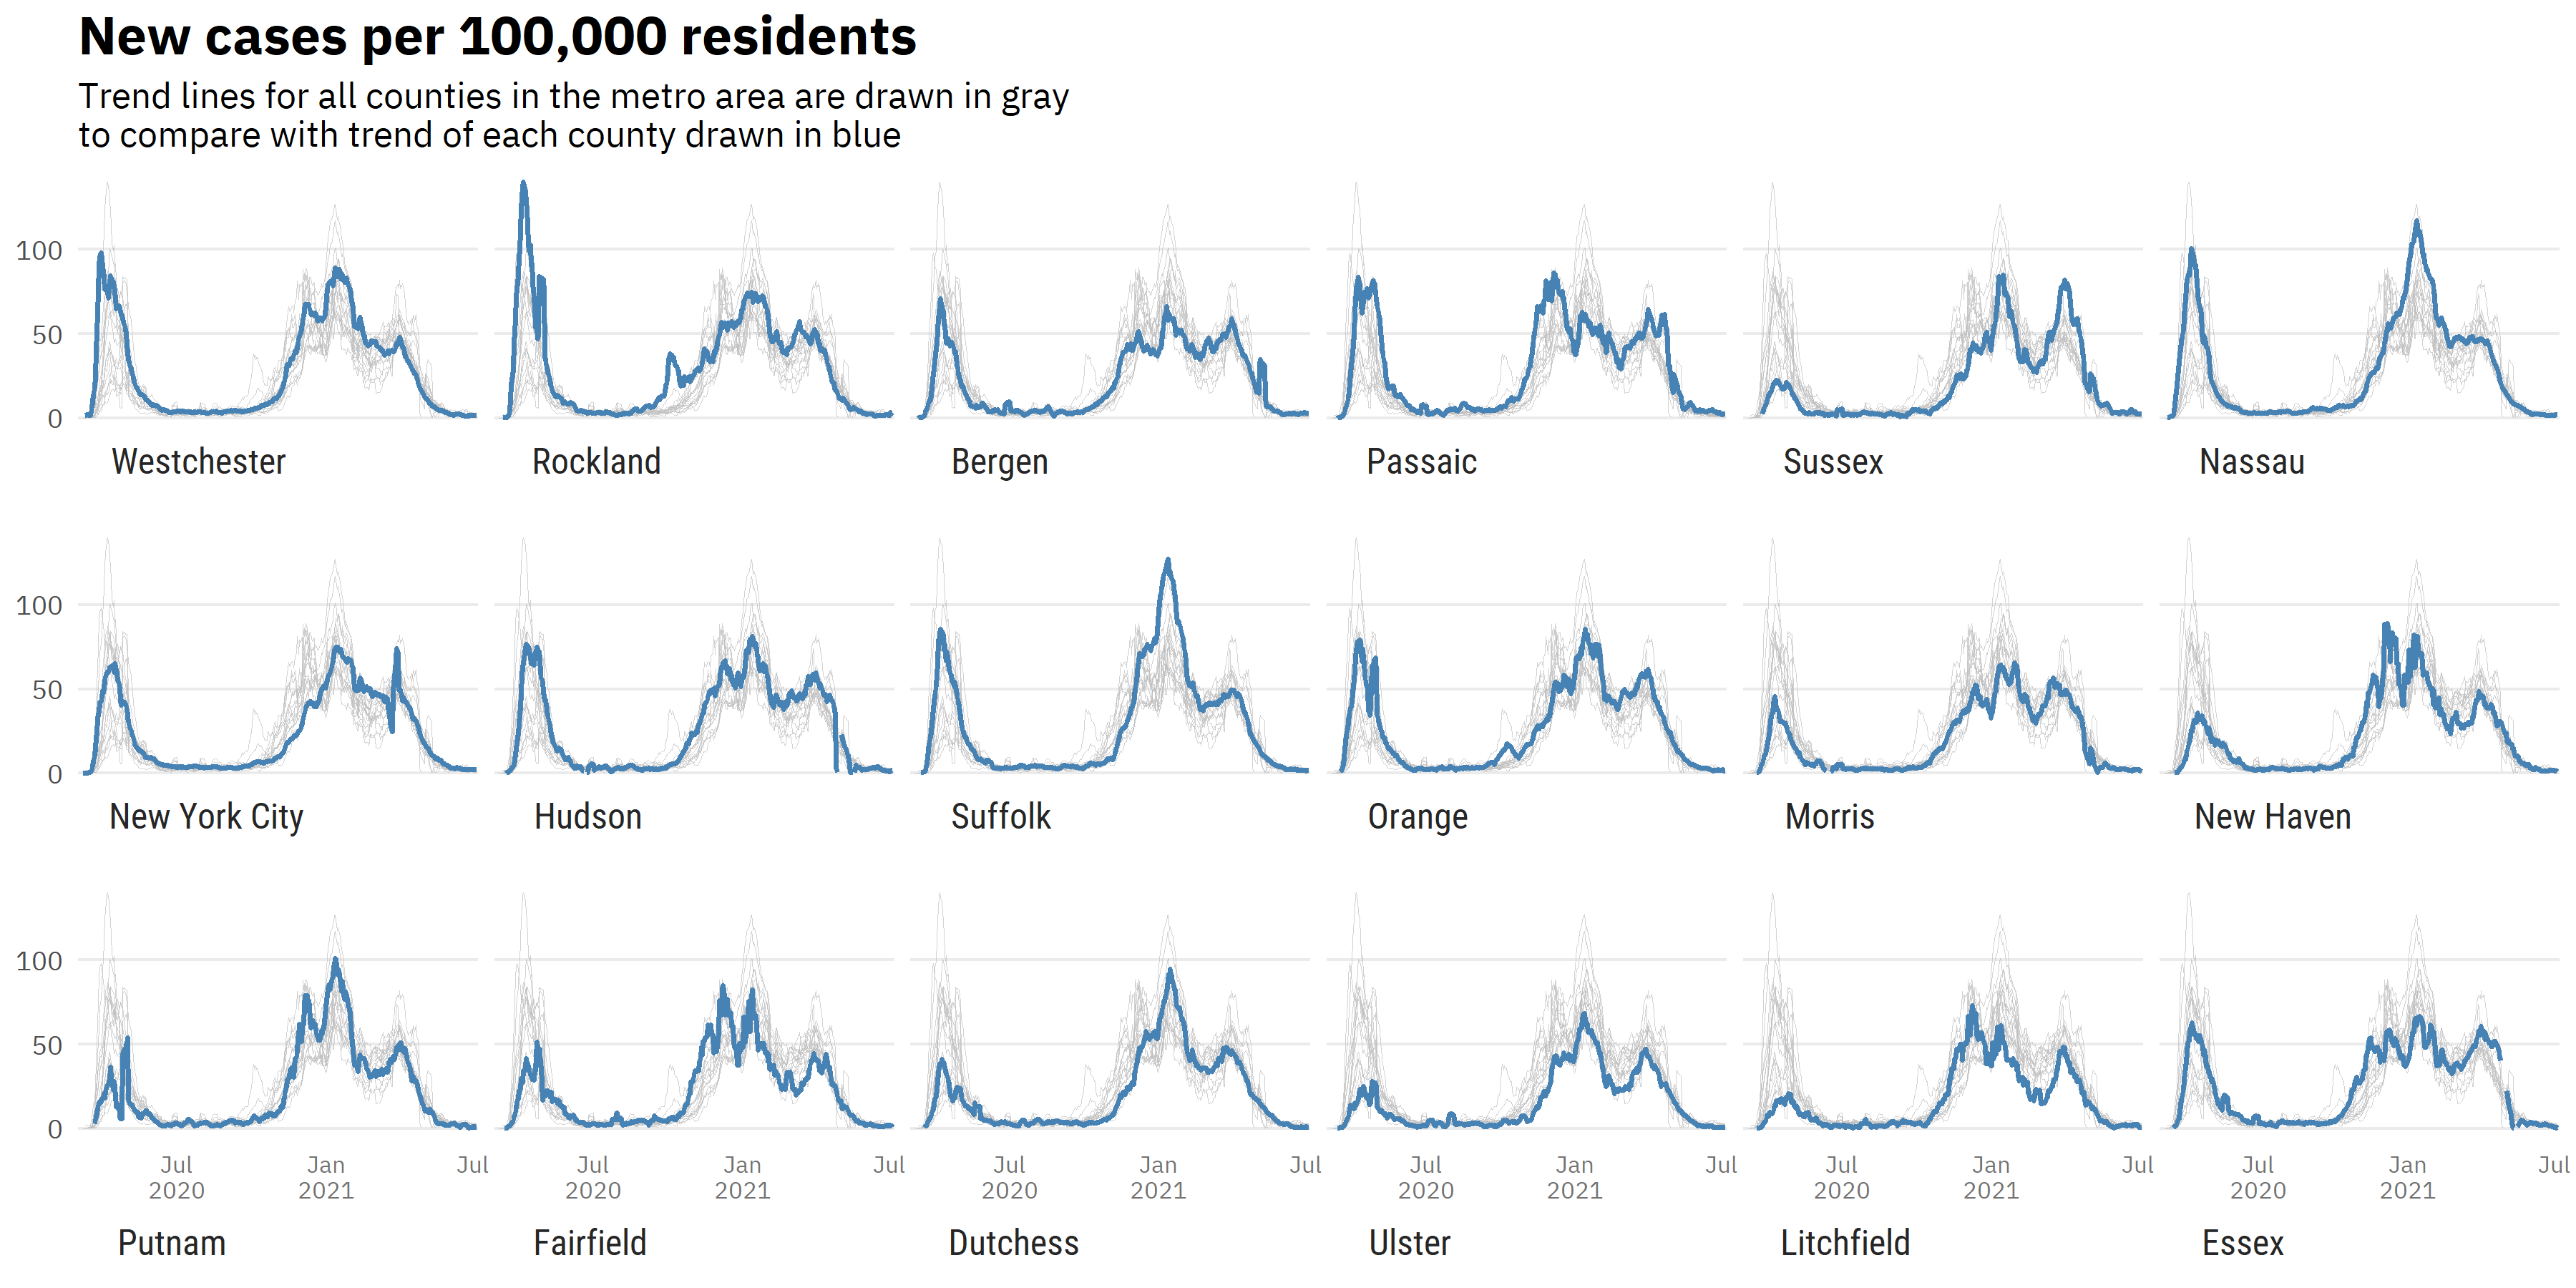 New cases per 100,000 residents
Trend lines for all counties in the metro area are drawn in gray
to compare with trend of each county drawn in blue
100
50
0
Westchester Rockland Bergen Passaic Sussex Nassau
100
50
0
New York City Hudson Suffolk Orange Morris New Haven
100
50
0
Jul Jan Jul Jul Jan Jul Jul Jan Jul Jul Jan Jul Jul Jan Jul Jul Jan Jul
2020 2021 2020 2021 2020 2021 2020 2021 2020 2021 2020 2021
Putnam Fairfield Dutchess Ulster Litchfield Essex